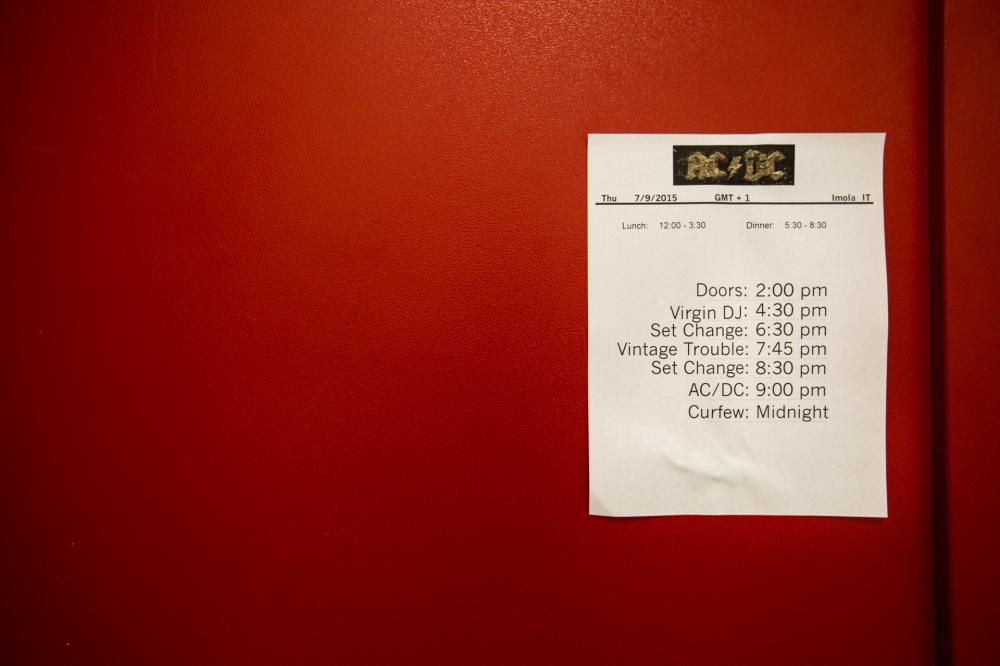 AC/DC
Thu 7/9/2015 GMT + 1 Imola IT
Lunch: 12:00 - 3:30 Dinner: 5:30 - 8:30
Doors: 2:00 pm
Virgin DJ: 4:30 pm
Set Change: 6:30 pm
Vintage Trouble: 7:45 pm
Set Change: 8:30 pm
AC/DC: 9:00 pm
Curfew: Midnight